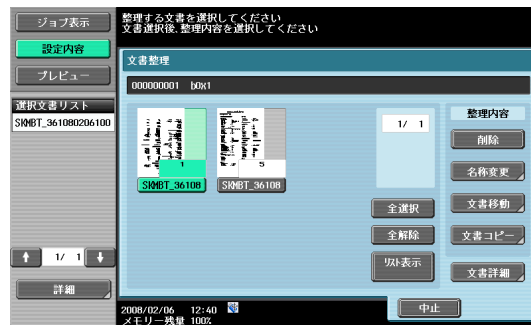 ジョブ表示
設定内容
プレビュー
選択文書リスト
SKMBT_361080206100
1/ 1
詳細
整理する文書を選択してください
文書選択後、整理内容を選択してください
文書整理
000000001 box1
1
SKMBT_36108
5
SKMBT_36108
1/ 1
全選択
全解除
リスト表示
整理内容
削除
名称変更
文書移動
文書コピー
文書詳細
中止
2008/02/06 12:40
メモリー残量 100%